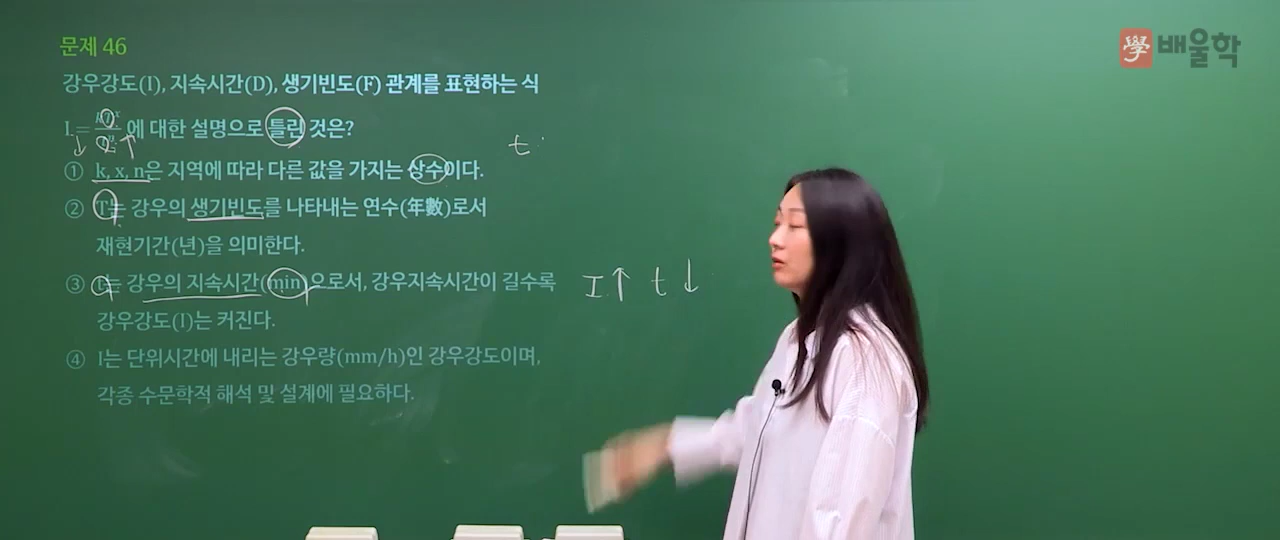 문제 46
學 배울학
강우강도(I), 지속시간(D), 생기빈도(F) 관계를 표현하는 식
I = 에 대한 설명으로 틀린 것은?
t
① k, x, n은 지역에 따라 다른 값을 가지는 상수이다.
② T는 강우의 생기빈도를 나타내는 연수(年數)로서
재현기간(년)을 의미한다.
③ t는 강우의 지속시간(min)으로서, 강우지속시간이 길수록
I↑ t↓
강우강도(I)는 커진다.
④ I는 단위시간에 내리는 강우량(mm/h)인 강우강도이며,
각종 수문학적 해석 및 설계에 필요하다.